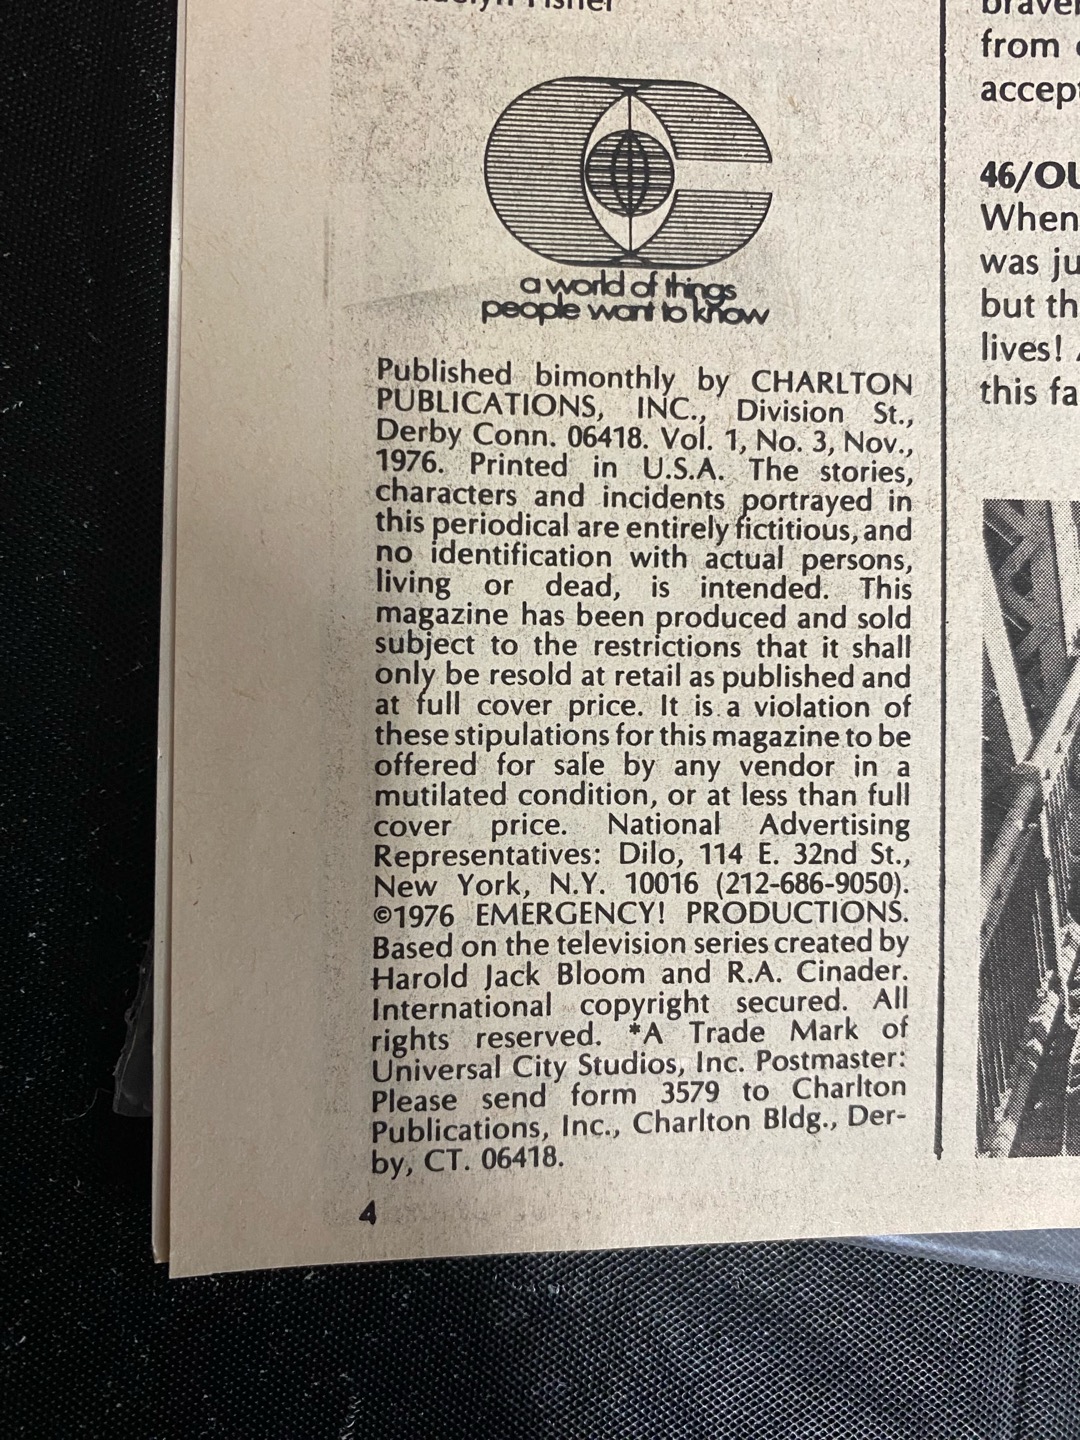 Fisher
a world of things
people want to know
Published bimonthly by CHARLTON
PUBLICATIONS, INC., Division St.,
Derby Conn. 06418. Vol. 1, No. 3, Nov.,
1976. Printed in U.S.A. The stories,
characters and incidents portrayed in
this periodical are entirely fictitious, and
no identification with actual persons,
living or dead, is intended. This
magazine has been produced and sold
subject to the restrictions that it shall
only be resold at retail as published and
at full cover price. It is a violation of
these stipulations for this magazine to be
offered for sale by any vendor in a
mutilated condition, or at less than full
cover price. National Advertising
Representatives: Dilo, 114 E. 32nd St.,
New York, N.Y. 10016 (212-686-9050).
©1976 EMERGENCY! PRODUCTIONS.
Based on the television series created by
Harold Jack Bloom and R.A. Cinader.
International copyright secured. All
rights reserved. *A Trade Mark of
Universal City Studios, Inc. Postmaster:
Please send form 3579 to Charlton
Publications, Inc., Charlton Bldg., Der-
by, CT. 06418.
4
from
46/
When
was
but
lives!
this